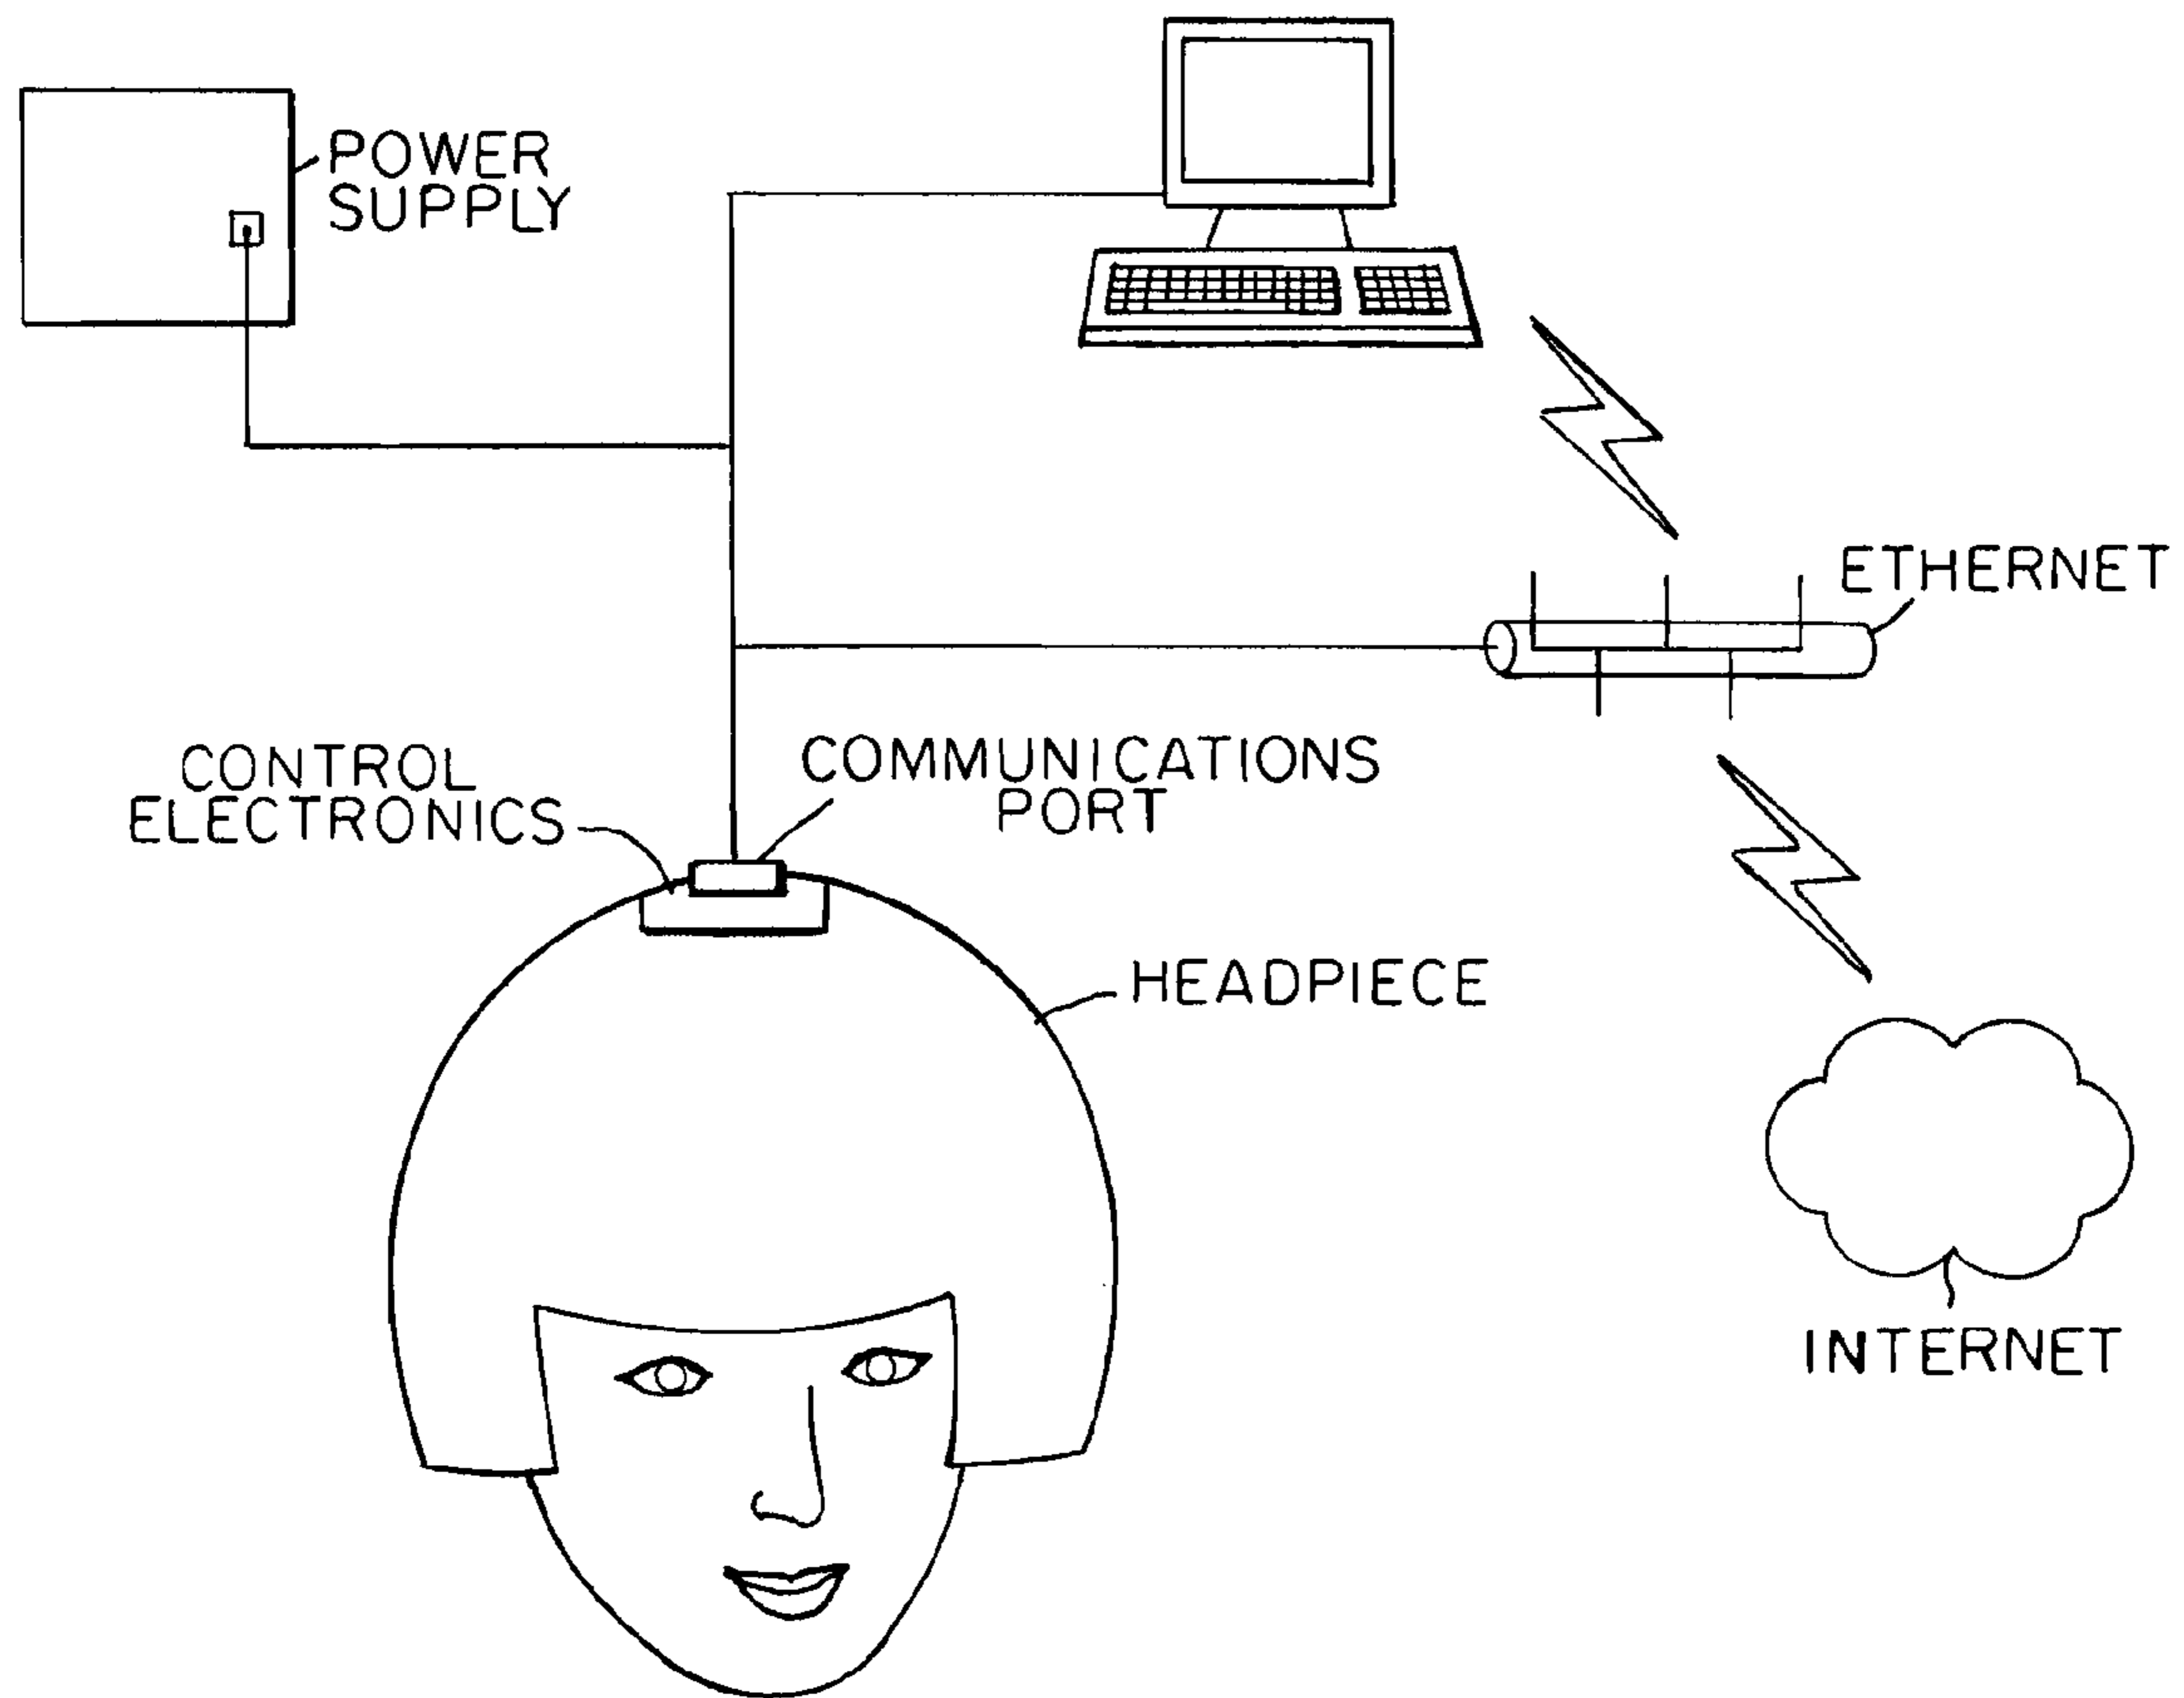 POWER
SUPPLY
ETHERNET
CONTROL
ELECTRONICS
COMMUNICATIONS
PORT
HEADPIECE
INTERNET